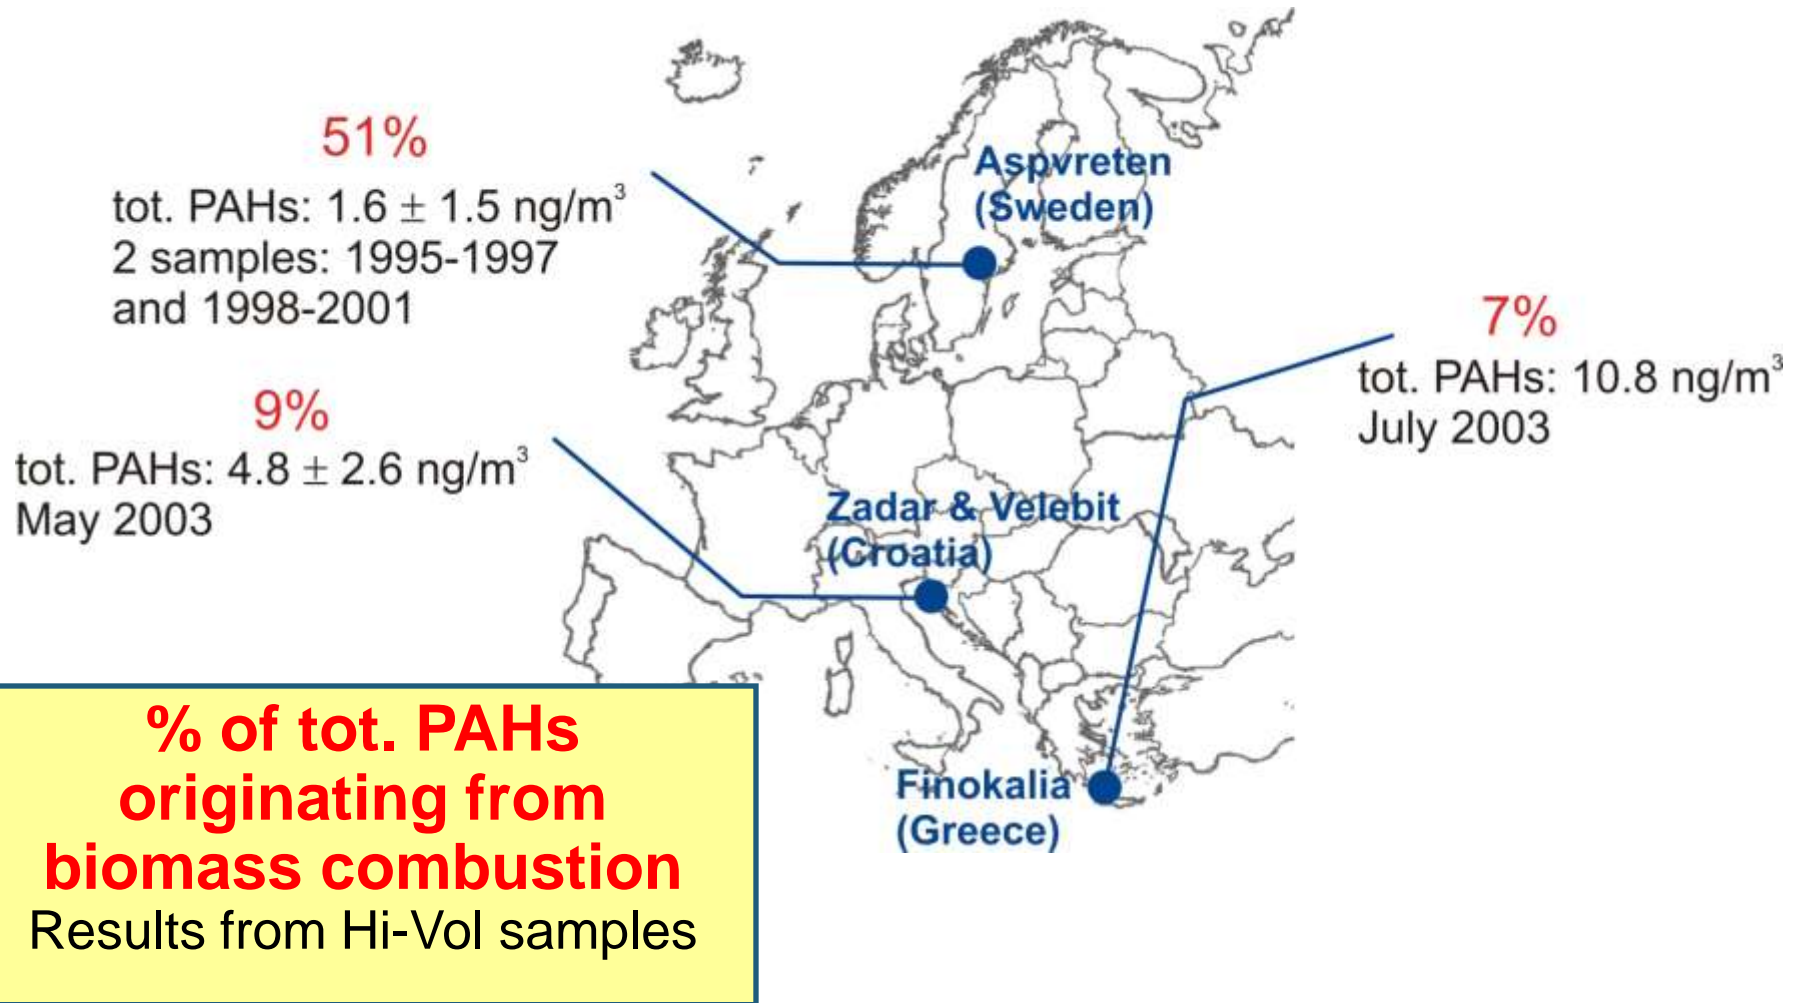 51%
tot. PAHs: 1.6 ± 1.5 ng/m³
2 samples: 1995-1997
and 1998-2001
Aspvreten
(Sweden)
7%
tot. PAHs: 10.8 ng/m³
July 2003
9%
tot. PAHs: 4.8 ± 2.6 ng/m³
May 2003
Zadar & Velebit
(Croatia)
Finokalia
(Greece)
% of tot. PAHs
originating from
biomass combustion
Results from Hi-Vol samples